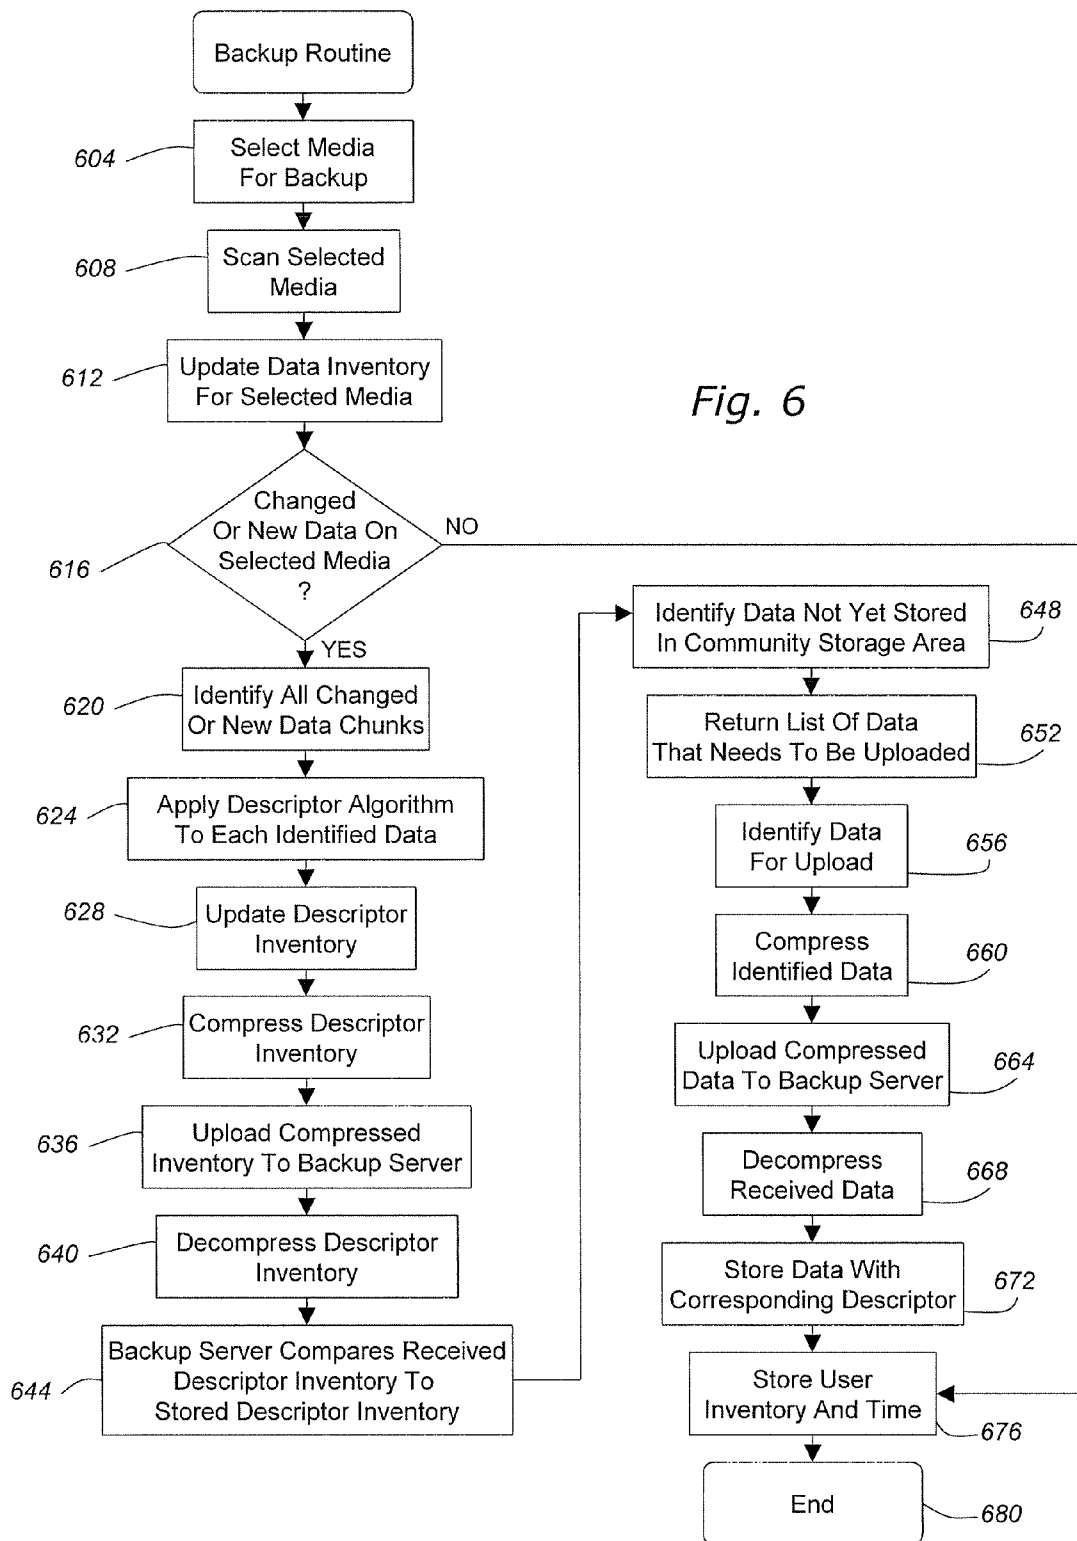 Backup Routine
604
Select Media
For Backup
608
Scan Selected
Media
612
Update Data Inventory
For Selected Media
Fig. 6
616
Changed
Or New Data On
Selected Media
?
NO
YES
620
Identify All Changed
Or New Data Chunks
624
Apply Descriptor Algorithm
To Each Identified Data
628
Update Descriptor
Inventory
632
Compress Descriptor
Inventory
636
Upload Compressed
Inventory To Backup Server
640
Decompress Descriptor
Inventory
644
Backup Server Compares Received
Descriptor Inventory To
Stored Descriptor Inventory
Identify Data Not Yet Stored
In Community Storage Area
648
Return List Of Data
That Needs To Be Uploaded
652
Identify Data
For Upload
656
Compress
Identified Data
660
Upload Compressed
Data To Backup Server
664
Decompress
Received Data
668
Store Data With
Corresponding Descriptor
672
Store User
Inventory And Time
676
End
680